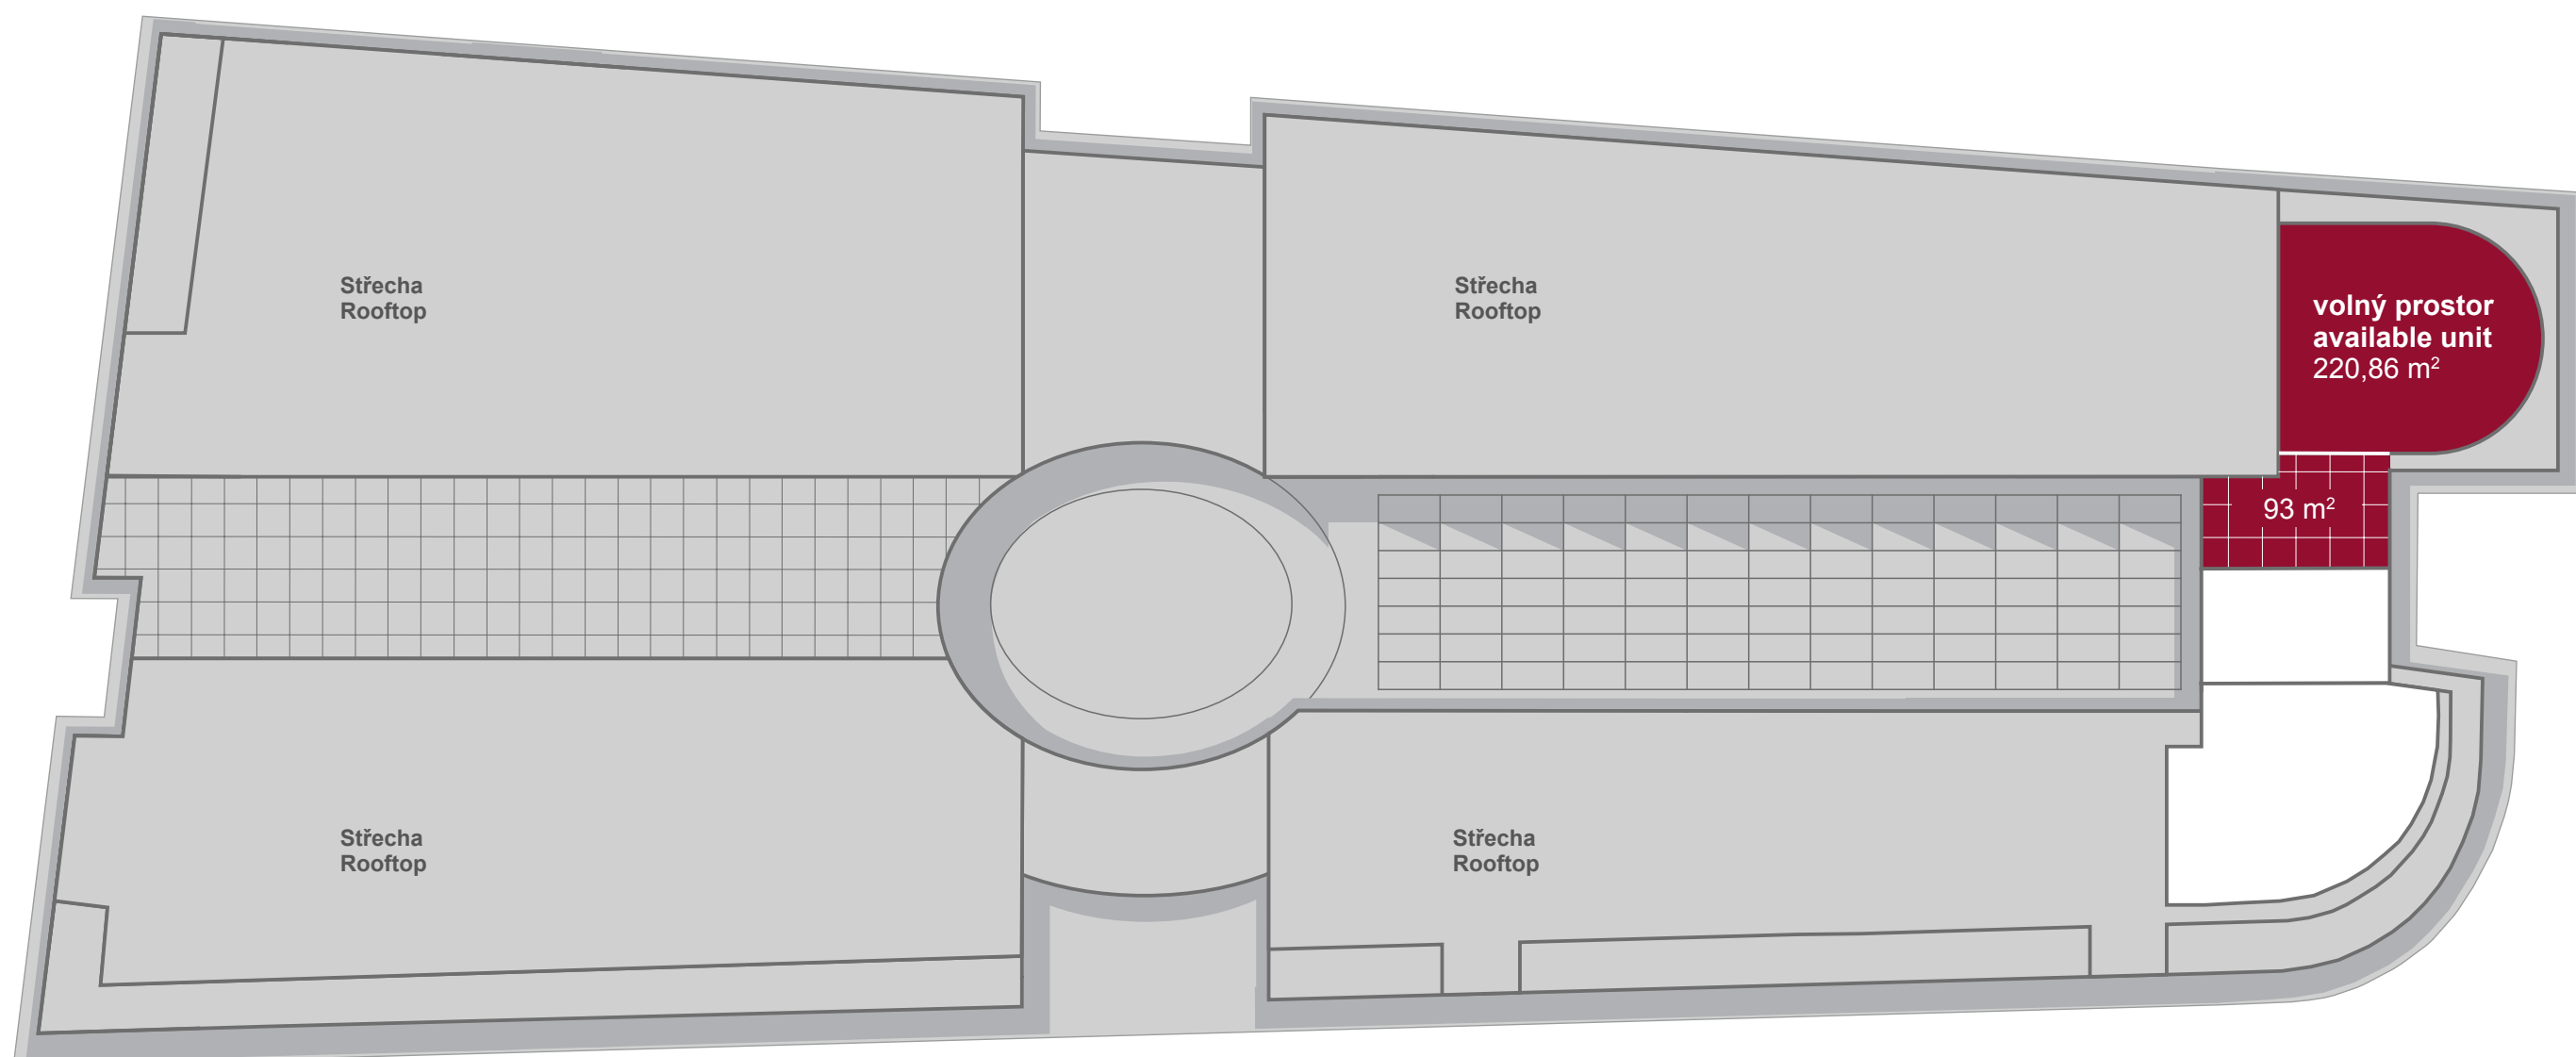 Střecha
Rooftop
Střecha
Rooftop
volný prostor
available unit
220,86 m²
93 m²
Střecha
Rooftop
Střecha
Rooftop